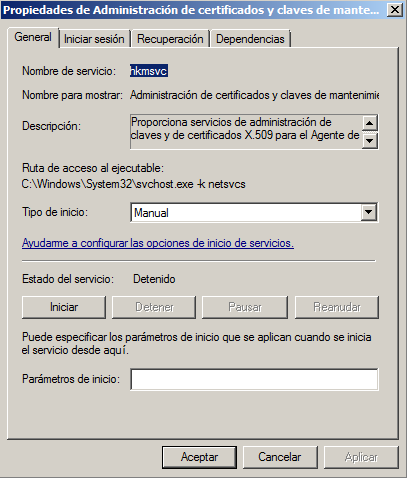 Propiedades de Administración de certificados y claves de mante...
General Iniciar sesión Recuperación Dependencias
Nombre de servicio: hkmsvc
Nombre para mostrar: Administración de certificados y claves de mantenimie
Descripción: Proporciona servicios de administración de
claves y de certificados X.509 para el Agente de
Ruta de acceso al ejecutable:
C:\Windows\System32\svchost.exe -k netsvcs
Tipo de inicio: Manual
Ayudarme a configurar las opciones de inicio de servicios.
Estado del servicio: Detenido
Iniciar Detener Pausar Reanudar
Puede especificar los parámetros de inicio que se aplican cuando se inicia
el servicio desde aquí.
Parámetros de inicio:
Aceptar Cancelar Aplicar